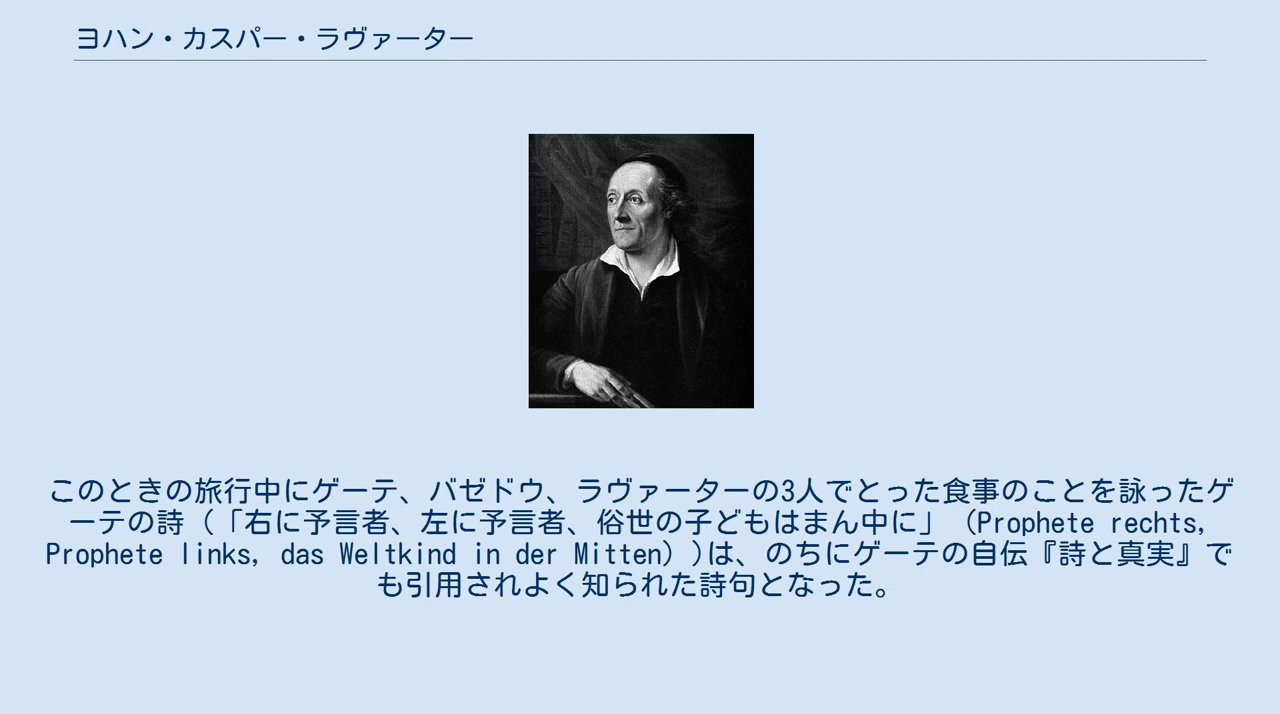 ヨハン・カスパー・ラヴァーター
このときの旅行中にゲーテ、バゼドウ、ラヴァーターの3人でとった食事のことを詠ったゲ
ーテの詩（「右に予言者、左に予言者、俗世の子どもはまん中に」（Prophete rechts,
Prophete links, das Weltkind in der Mitten）)は、のちにゲーテの自伝『詩と真実』で
も引用されよく知られた詩句となった。